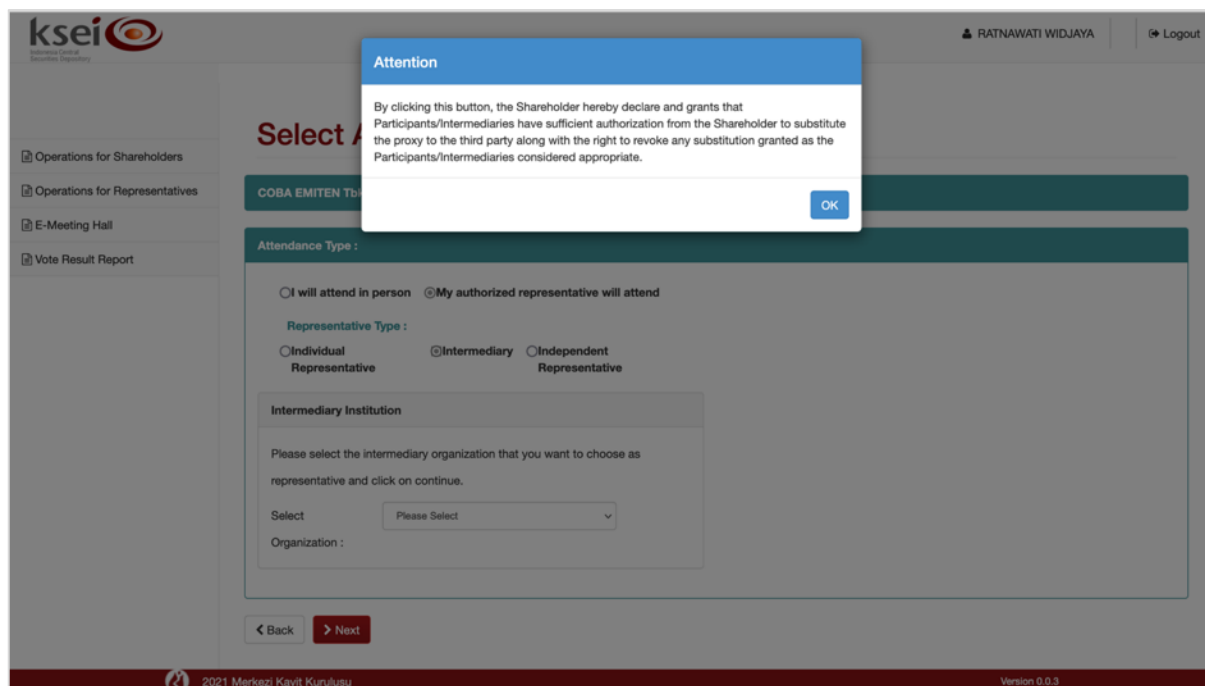 ksei
Indonesia Central
Securities Depository
RATNAWATI WIDJAYA
Logout
Attention
By clicking this button, the Shareholder hereby declare and grants that
Participants/Intermediaries have sufficient authorization from the Shareholder to substitute
the proxy to the third party along with the right to revoke any substitution granted as the
Participants/Intermediaries considered appropriate.
OK
Select
Operations for Shareholders
Operations for Representatives
E-Meeting Hall
Vote Result Report
COBA EMITEN
Attendance Type :
I will attend in person My authorized representative will attend
Representative Type :
Individual Intermediary Independent
Representative Representative
Intermediary Institution
Please select the intermediary organization that you want to choose as
representative and click on continue.
Select Please Select
Organization :
Back Next
2021 Merkezi Kayit Kurulusu Version 0.0.3